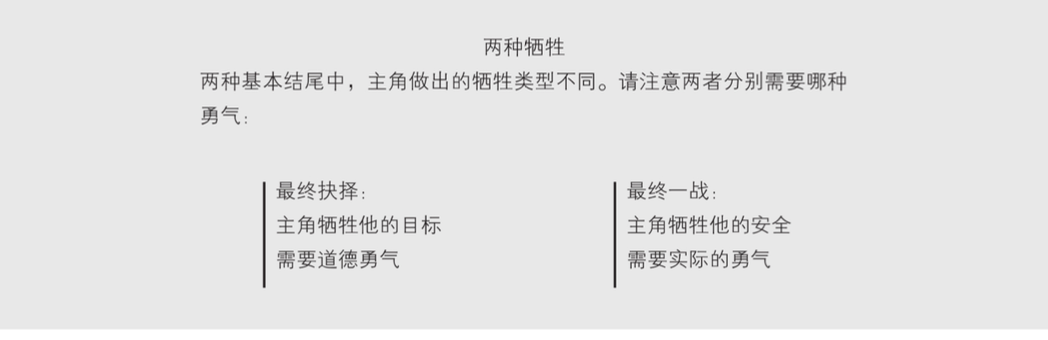 两种牺牲
两种基本结尾中，主角做出的牺牲类型不同。请注意两者分别需要哪种
勇气：
最终抉择：
主角牺牲他的目标
需要道德勇气
最终一战：
主角牺牲他的安全
需要实际的勇气